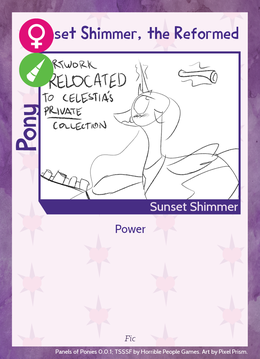 set Shimmer, the Reformed
RTWORK
RELOCATED
TO CELESTIA'S
PRIVATE
COLLECTION
Pony
Sunset Shimmer
Power
Fic
Panels of Ponies 0.0.1; TSSSF by Horrible People Games. Art by Pixel Prism.